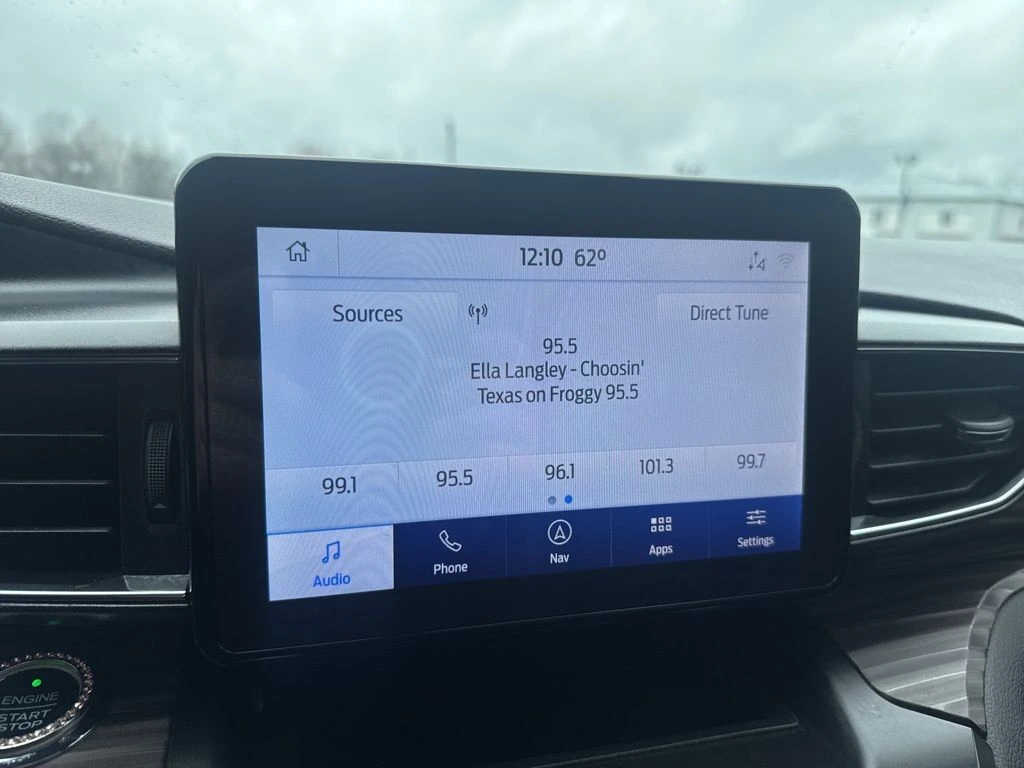 12:10 62°
Sources
Direct Tune
95.5
Ella Langley - Choosin'
Texas on Froggy 95.5
99.1 95.5 96.1 101.3 99.7
Audio Phone Nav Apps Settings
ENGINE
START
STOP